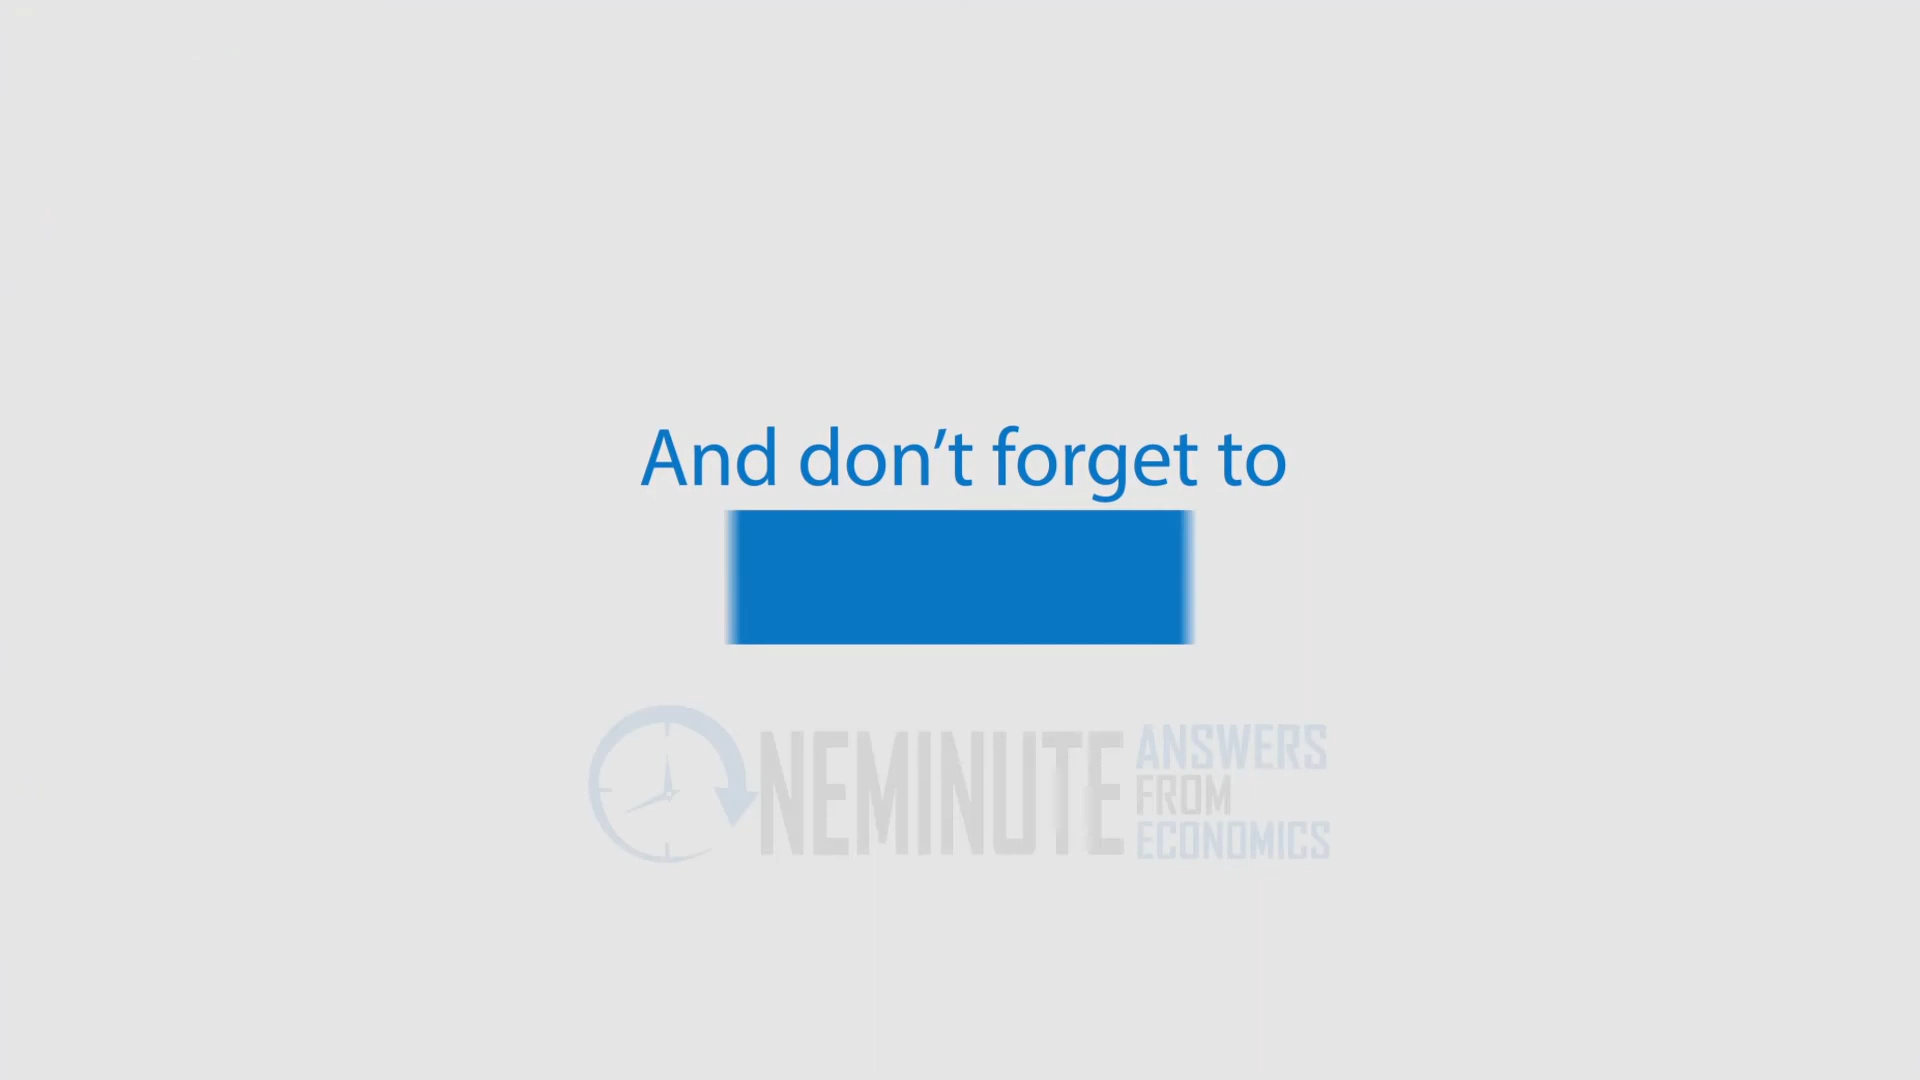 And don’t forget to
NEMINUTE
ANSWERS
FROM
ECONOMICS